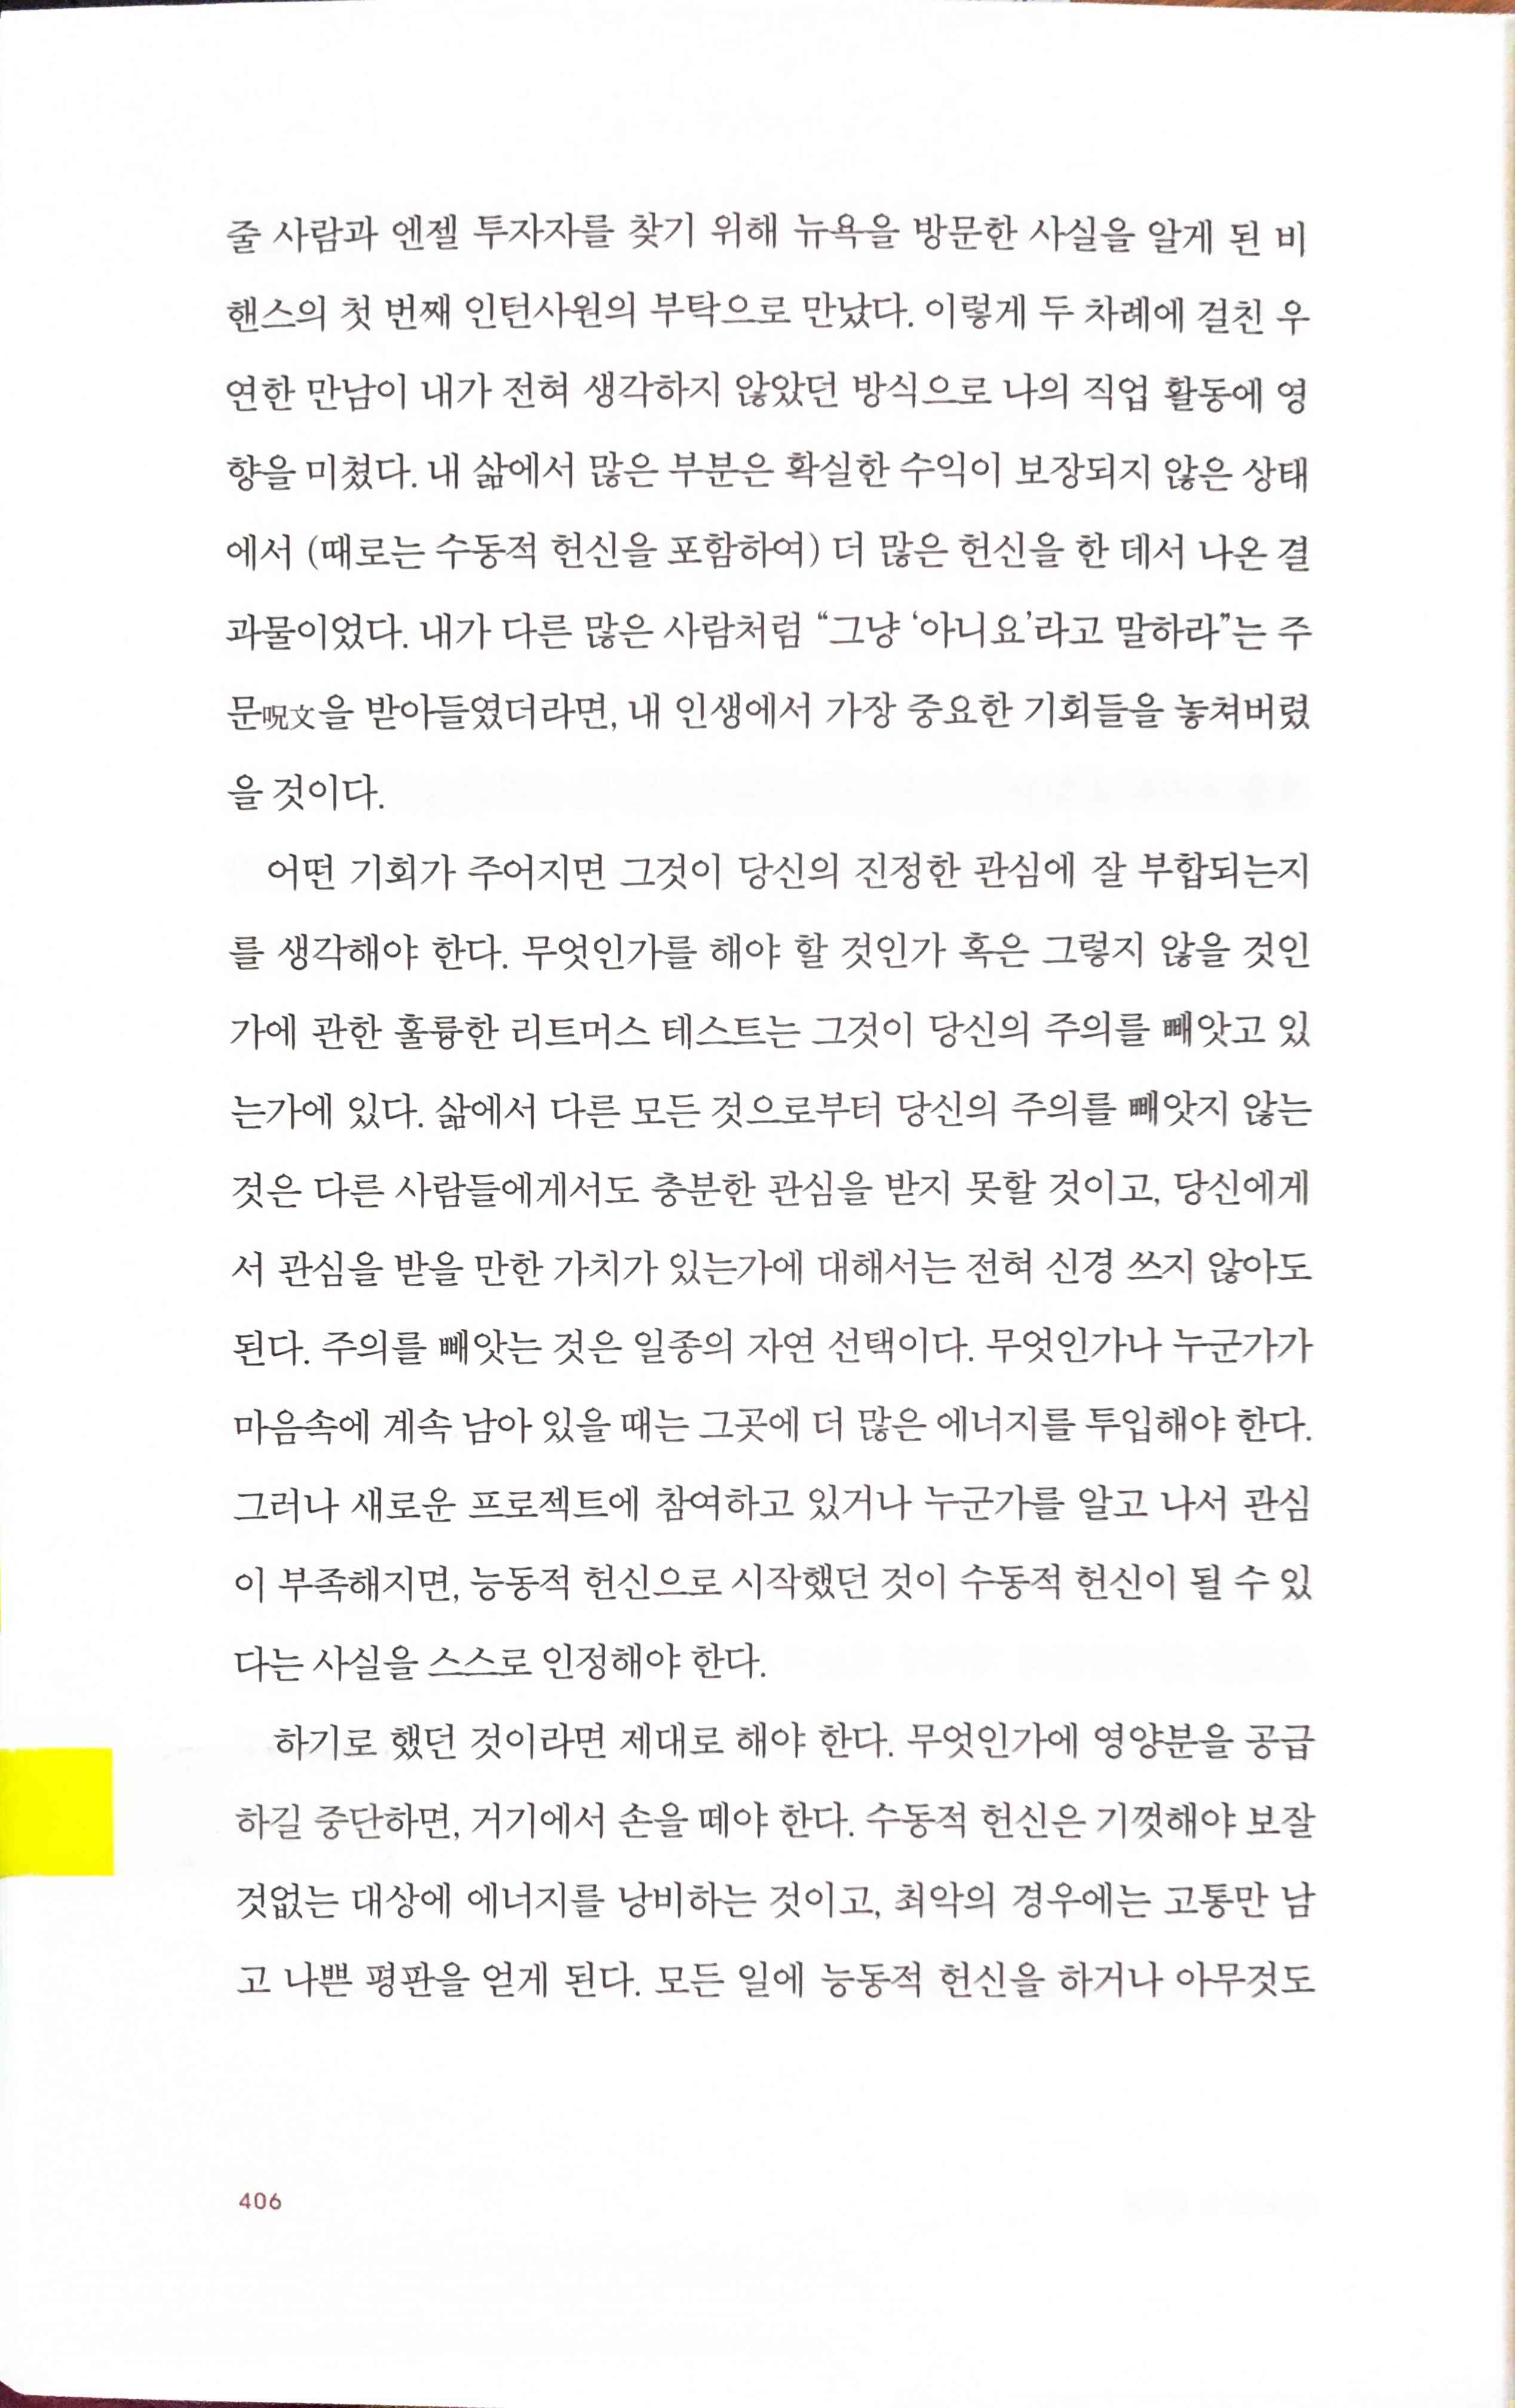 줄 사람과 엔젤 투자자를 찾기 위해 뉴욕을 방문한 사실을 알게 된 비
핸스의 첫 번째 인턴사원의 부탁으로 만났다. 이렇게 두 차례에 걸친 우
연한 만남이 내가 전혀 생각하지 않았던 방식으로 나의 직업 활동에 영
향을 미쳤다. 내 삶에서 많은 부분은 확실한 수익이 보장되지 않은 상태
에서 (때로는 수동적 헌신을 포함하여) 더 많은 헌신을 한 데서 나온 결
과물이었다. 내가 다른 많은 사람처럼 “그냥 ‘아니요’라고 말하라”는 주
문呪文을 받아들였더라면, 내 인생에서 가장 중요한 기회들을 놓쳐버렸
을 것이다.
어떤 기회가 주어지면 그것이 당신의 진정한 관심에 잘 부합되는지
를 생각해야 한다. 무엇인가를 해야 할 것인가 혹은 그렇지 않을 것인
가에 관한 훌륭한 리트머스 테스트는 그것이 당신의 주의를 빼앗고 있
는가에 있다. 삶에서 다른 모든 것으로부터 당신의 주의를 빼앗지 않는
것은 다른 사람들에게서도 충분한 관심을 받지 못할 것이고, 당신에게
서 관심을 받을 만한 가치가 있는가에 대해서는 전혀 신경 쓰지 않아도
된다. 주의를 빼앗는 것은 일종의 자연 선택이다. 무엇인가나 누군가가
마음속에 계속 남아 있을 때는 그곳에 더 많은 에너지를 투입해야 한다.
그러나 새로운 프로젝트에 참여하고 있거나 누군가를 알고 나서 관심
이 부족해지면, 능동적 헌신으로 시작했던 것이 수동적 헌신이 될 수 있
다는 사실을 스스로 인정해야 한다.
하기로 했던 것이라면 제대로 해야 한다. 무엇인가에 영양분을 공급
하길 중단하면, 거기에서 손을 떼야 한다. 수동적 헌신은 기껏해야 보잘
것없는 대상에 에너지를 낭비하는 것이고, 최악의 경우에는 고통만 남
고 나쁜 평판을 얻게 된다. 모든 일에 능동적 헌신을 하거나 아무것도
406